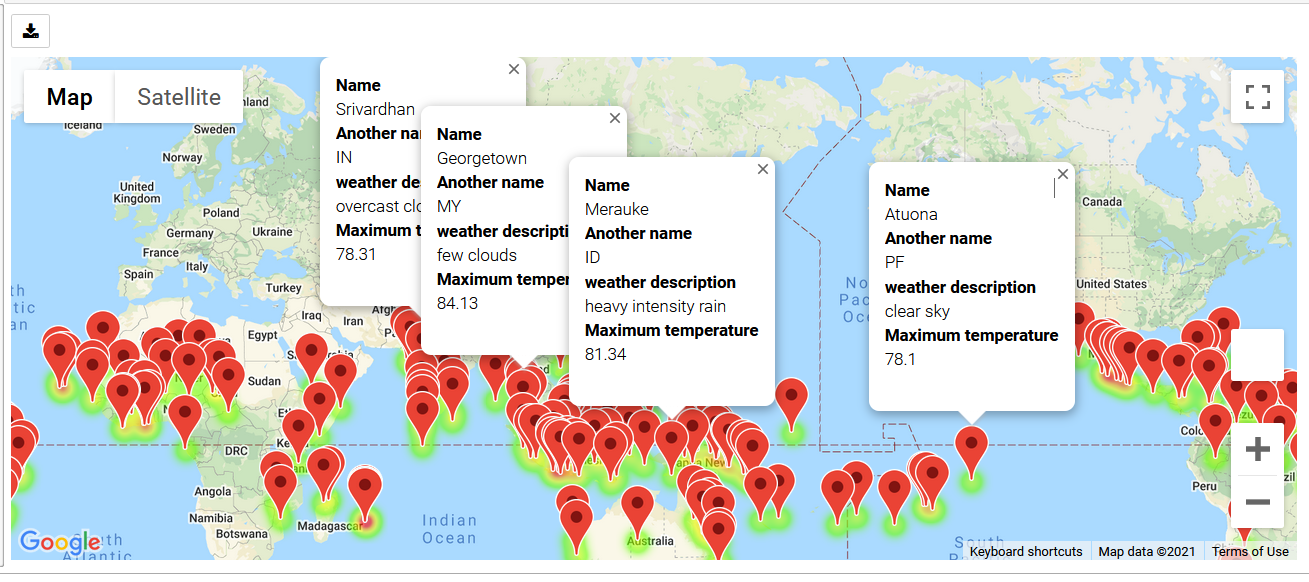 Map
Satellite
Name
Srivardhan
Another nar
IN
weather de
overcast clo
Maximum t
78.31
Name
Georgetown
Another name
MY
weather descripti
few clouds
Maximum temper
84.13
Name
Merauke
Another name
ID
weather description
heavy intensity rain
Maximum temperature
81.34
Name
Atuona
Another name
PF
weather description
clear sky
Maximum temperature
78.1
Iceland
Sweden
Norway
United
Kingdom
Poland
Germany
Ukraine
France
Italy
Spain
Turkey
Iraq
Iran
Egypt
Sudan
DRC
Angola
Namibia
Botswana
Madagascar
Indian
Ocean
Australia
Canada
United States
Peru
Google
Keyboard shortcuts
Map data ©2021
Terms of Use